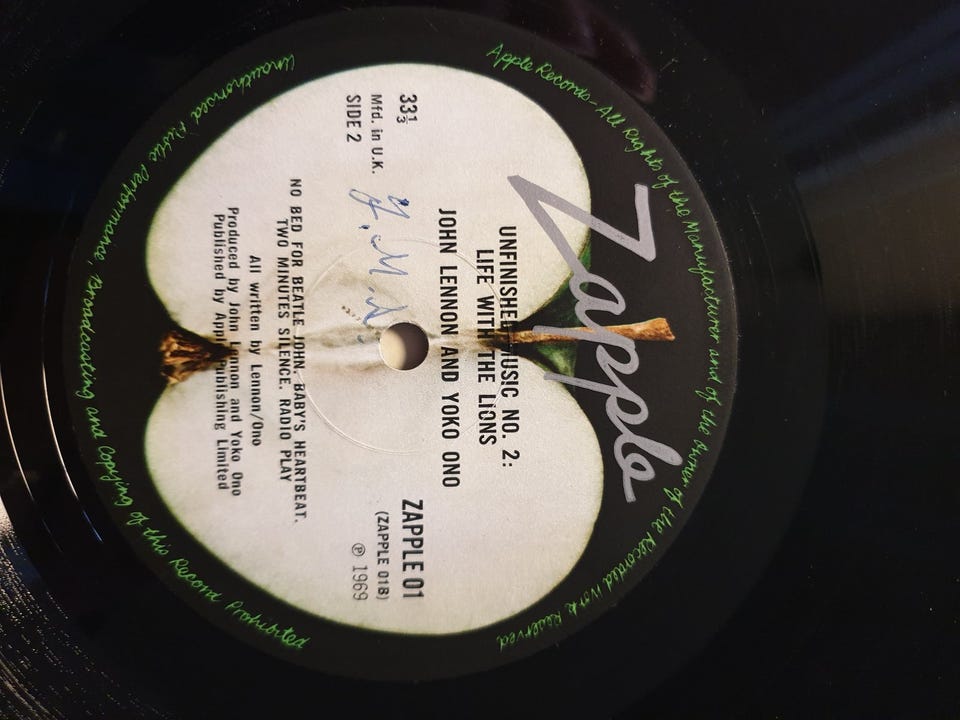 Zapple
33⅓
Mfd. in U.K.
SIDE 2
UNFINISHED MUSIC NO. 2:
LIFE WITH THE LIONS
JOHN LENNON AND YOKO ONO
ZAPPLE 01
(ZAPPLE 01B)
℗ 1969
NO BED FOR BEATLE JOHN. BABY'S HEARTBEAT.
TWO MINUTES SILENCE. RADIO PLAY
All written by Lennon/Ono
Produced by John Lennon and Yoko Ono
Published by Apple Publishing Limited
Apple Records-All Rights of the Manufacturer and of the Owner of the Recorded Work Reserved
Unauthorised Public Performance, Broadcasting and Copying of this Record Prohibited